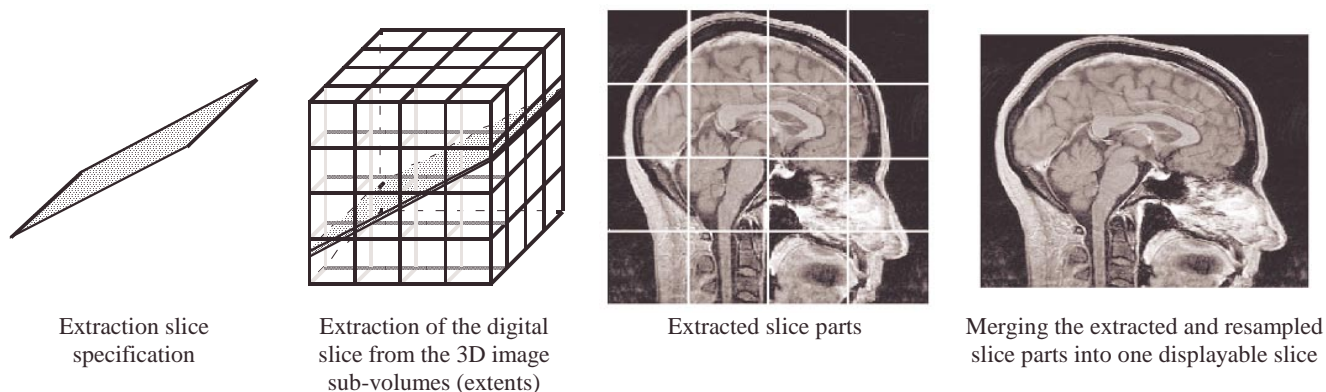 Extraction slice
specification
Extraction of the digital
slice from the 3D image
sub-volumes (extents)
Extracted slice parts
Merging the extracted and resampled
slice parts into one displayable slice